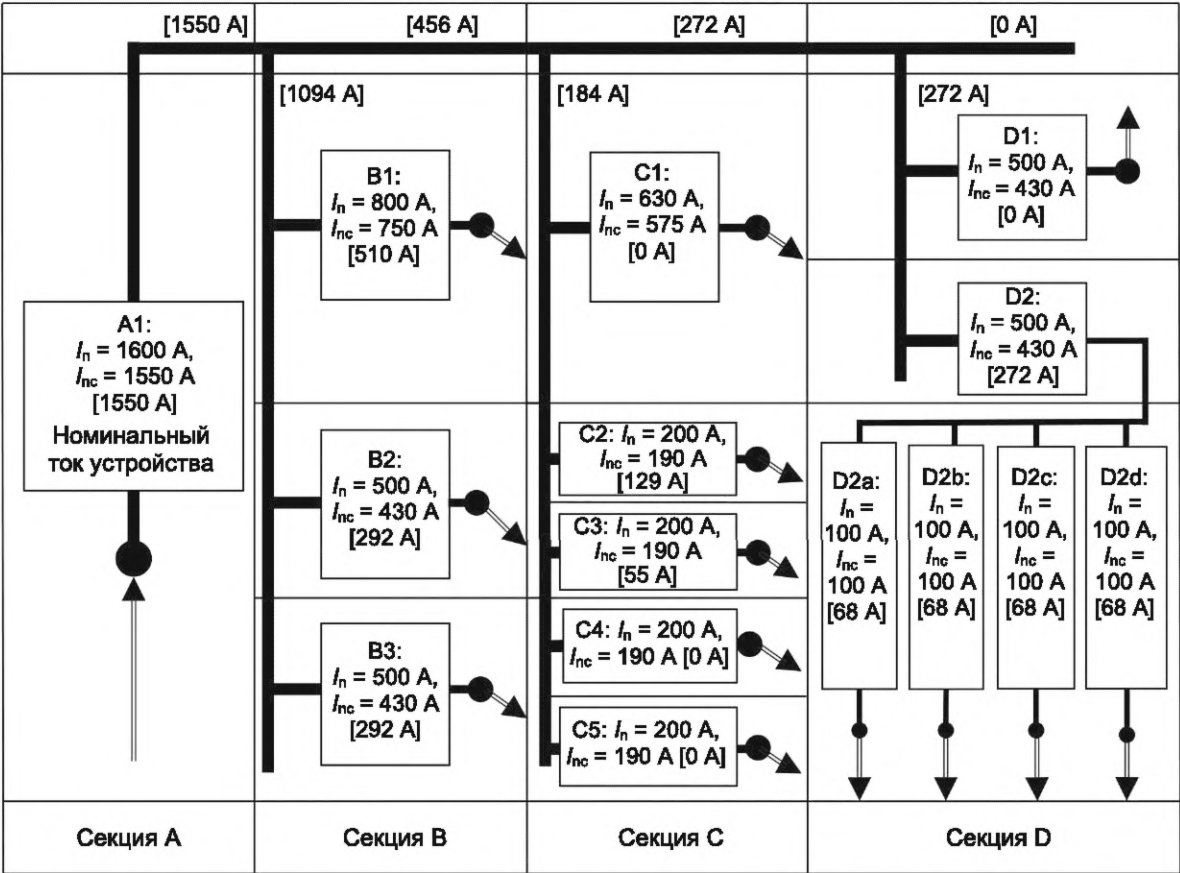 [1550 A]
[456 A]
[272 A]
[0 A]
[1094 A]
[184 A]
[272 A]
A1:
In = 1600 A,
Inc = 1550 A
[1550 A]
Номинальный
ток устройства
B1:
In = 800 A,
Inc = 750 A
[510 A]
B2:
In = 500 A,
Inc = 430 A
[292 A]
B3:
In = 500 A,
Inc = 430 A
[292 A]
C1:
In = 630 A,
Inc = 575 A
[0 A]
C2: In = 200 A,
Inc = 190 A
[129 A]
C3: In = 200 A,
Inc = 190 A
[55 A]
C4: In = 200 A,
Inc = 190 A [0 A]
C5: In = 200 A,
Inc = 190 A [0 A]
D1:
In = 500 A,
Inc = 430 A
[0 A]
D2:
In = 500 A,
Inc = 430 A
[272 A]
D2a:
In =
100 A,
Inc =
100 A
[68 A]
D2b:
In =
100 A,
Inc =
100 A
[68 A]
D2c:
In =
100 A,
Inc =
100 A
[68 A]
D2d:
In =
100 A,
Inc =
100 A
[68 A]
Секция A
Секция B
Секция C
Секция D